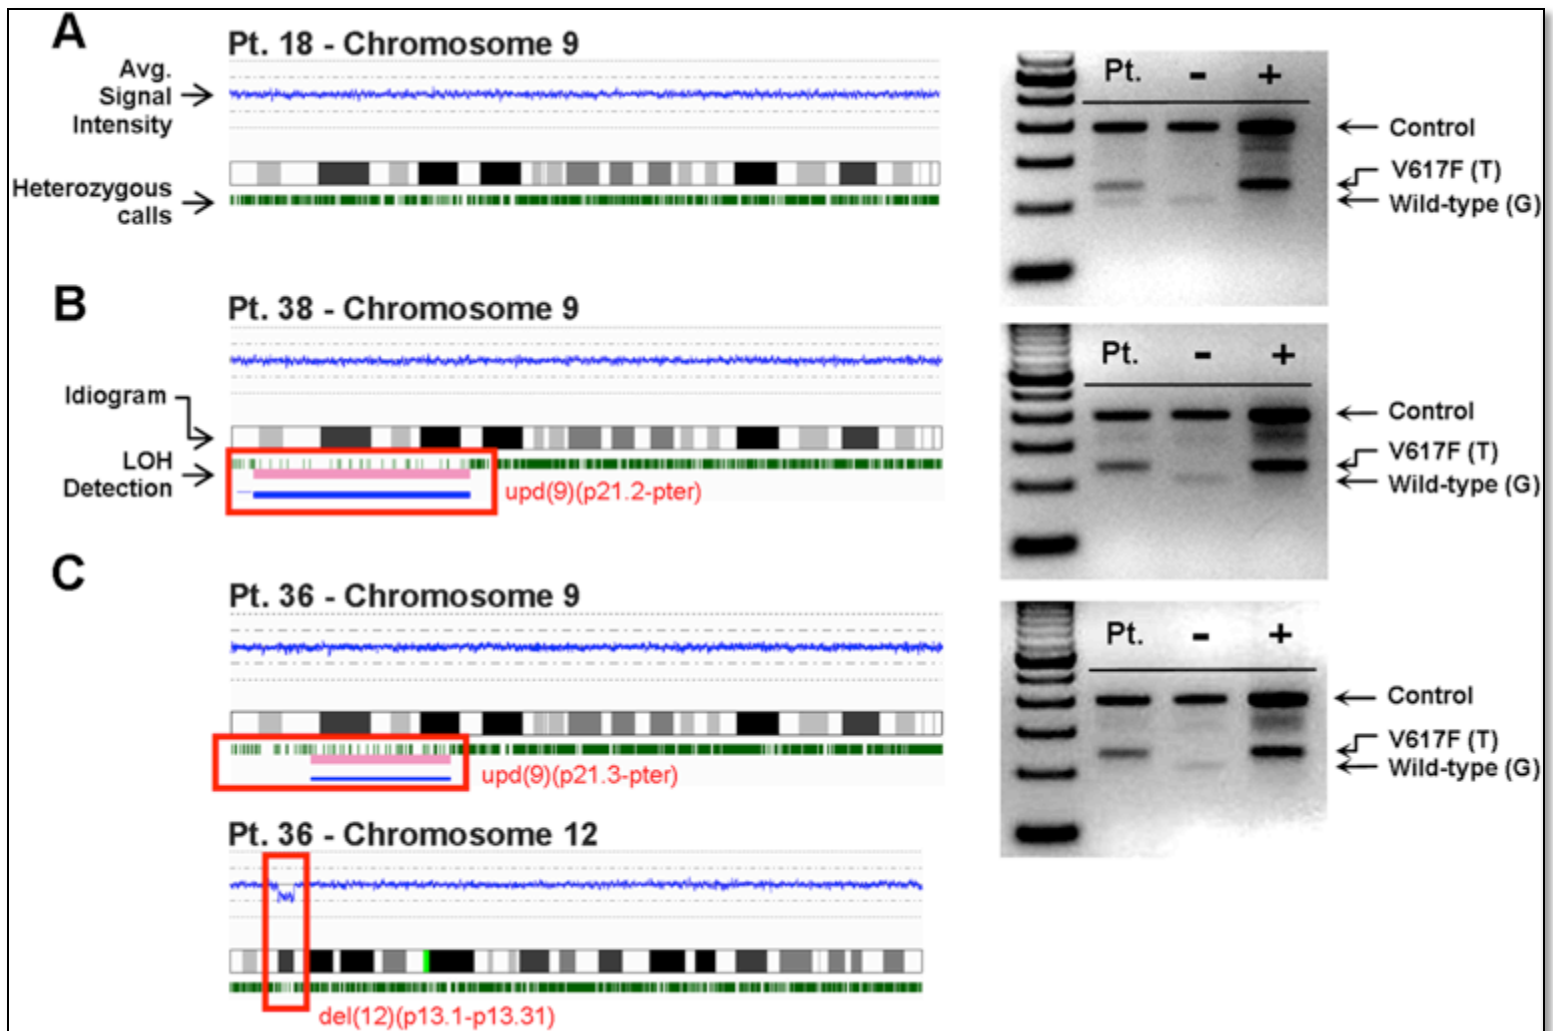 A
Pt. 18 - Chromosome 9
Avg.
Signal
Intensity
Heterozygous
calls
Pt.
-
+
Control
V617F (T)
Wild-type (G)
B
Pt. 38 - Chromosome 9
Idiogram
LOH
Detection
upd(9)(p21.2-pter)
Pt.
-
+
Control
V617F (T)
Wild-type (G)
C
Pt. 36 - Chromosome 9
upd(9)(p21.3-pter)
Pt.
-
+
Control
V617F (T)
Wild-type (G)
Pt. 36 - Chromosome 12
del(12)(p13.1-p13.31)